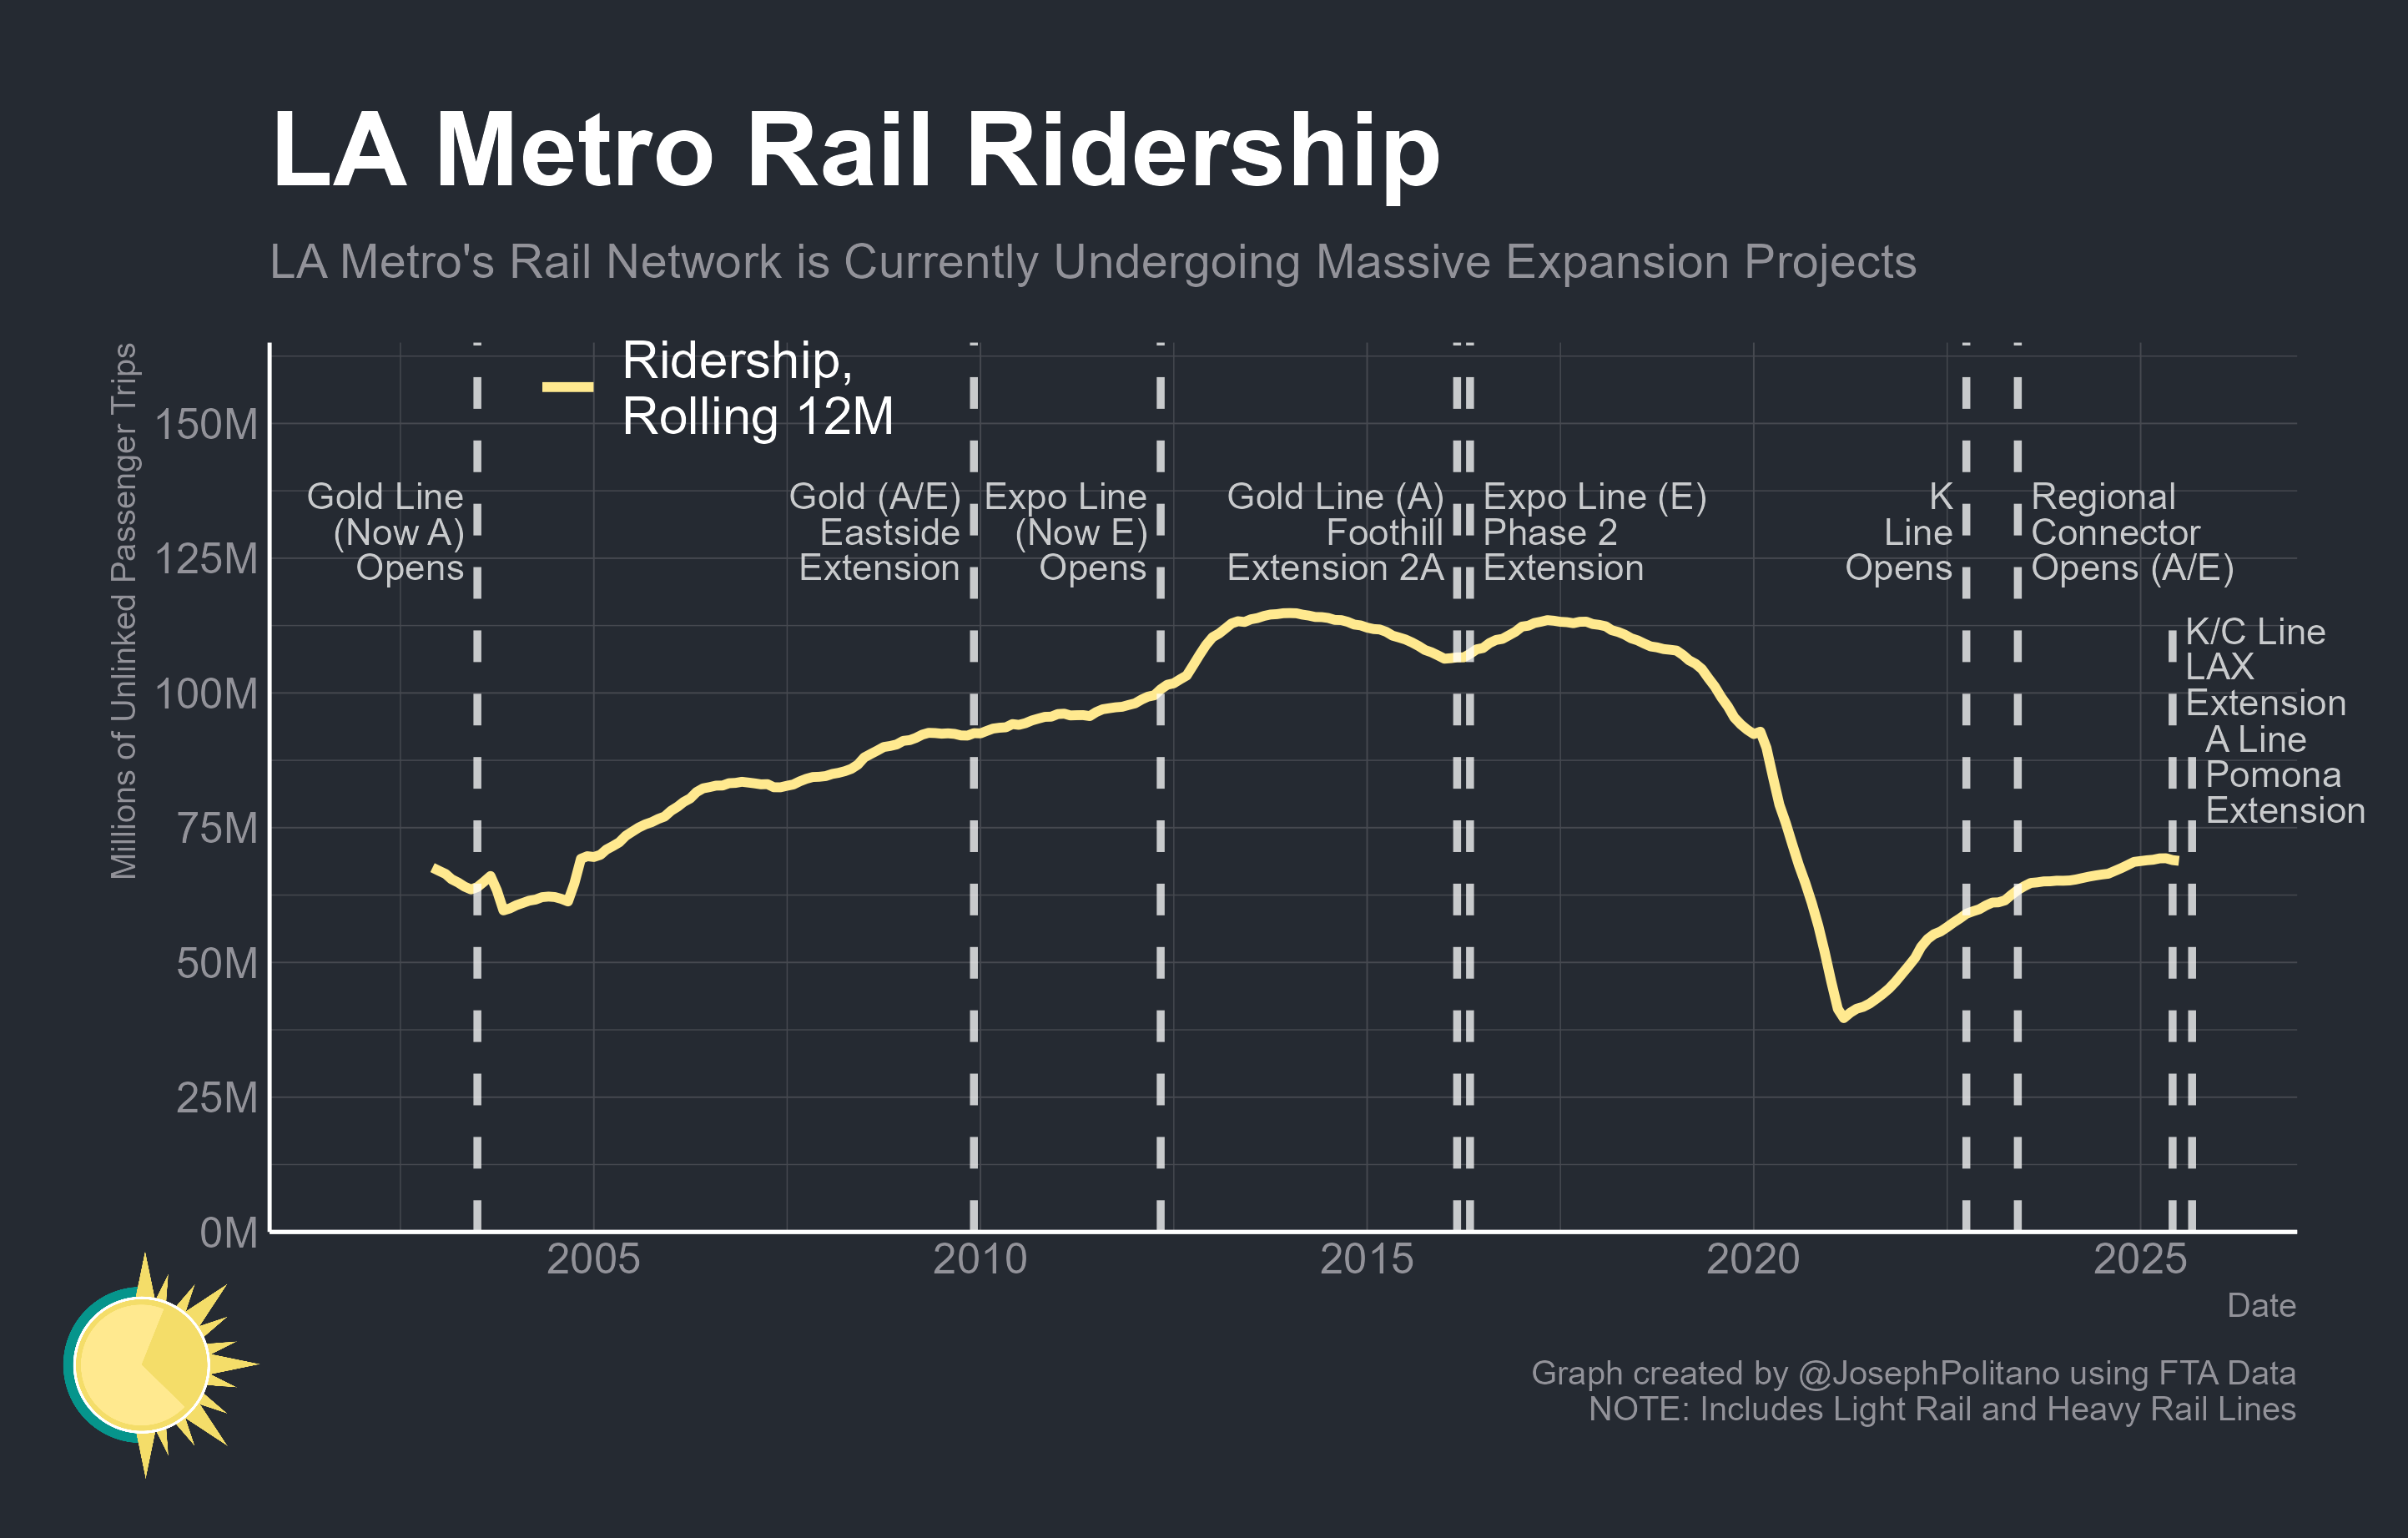 LA Metro Rail Ridership
LA Metro's Rail Network is Currently Undergoing Massive Expansion Projects
Millions of Unlinked Passenger Trips
Ridership,
Rolling 12M
150M
125M
100M
75M
50M
25M
0M
Gold Line
(Now A)
Opens
Gold (A/E)
Eastside
Extension
Expo Line
(Now E)
Opens
Gold Line (A)
Foothill
Extension 2A
Expo Line (E)
Phase 2
Extension
K
Line
Opens
Regional
Connector
Opens (A/E)
K/C Line
LAX
Extension
A Line
Pomona
Extension
2005
2010
2015
2020
2025
Date
Graph created by @JosephPolitano using FTA Data
NOTE: Includes Light Rail and Heavy Rail Lines